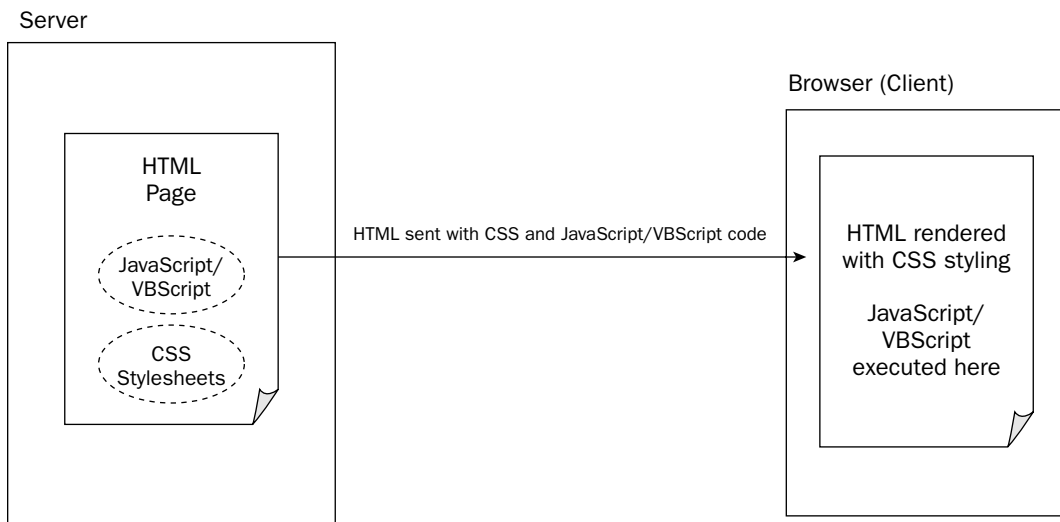 Server
HTML
Page
JavaScript/
VBScript
CSS
Stylesheets
HTML sent with CSS and JavaScript/VBScript code
Browser (Client)
HTML rendered
with CSS styling
JavaScript/
VBScript
executed here